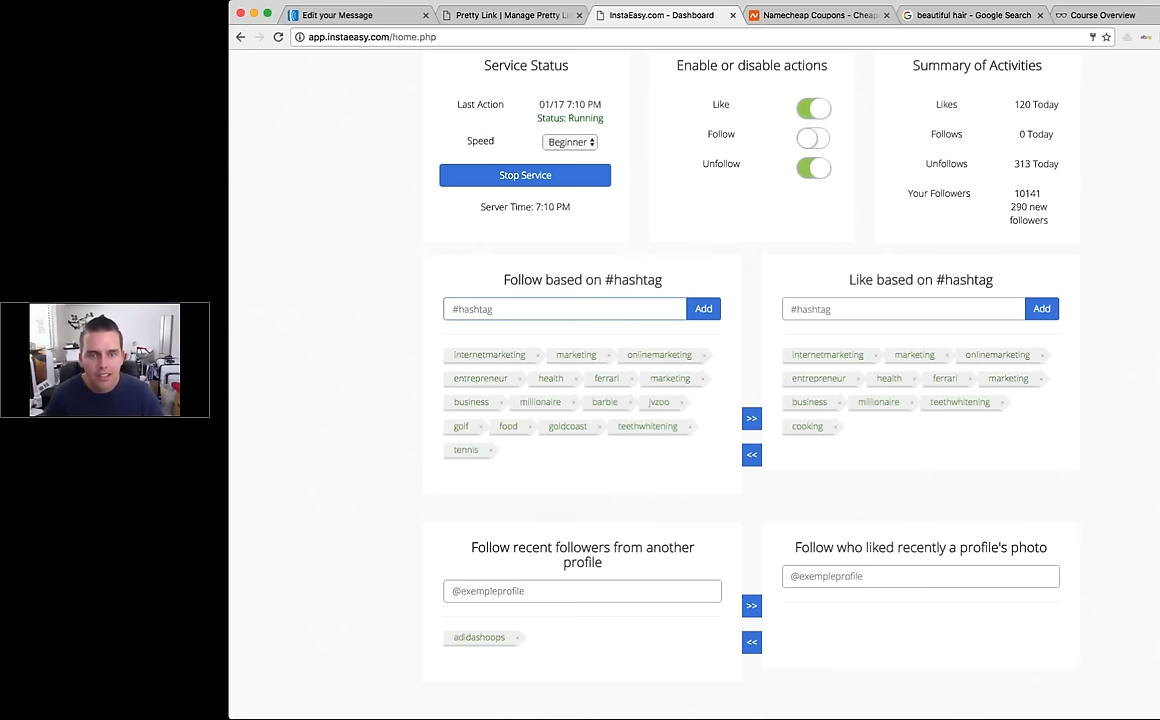 Edit your Message
Pretty Link | Manage Pretty Li
InstaEasy.com - Dashboard
Namecheap Coupons - Cheap
beautiful hair - Google Search
Course Overview
app.instaeasy.com/home.php
Service Status
Last Action 01/17 7:10 PM
Status: Running
Speed Beginner
Stop Service
Server Time: 7:10 PM
Enable or disable actions
Like
Follow
Unfollow
Summary of Activities
Likes 120 Today
Follows 0 Today
Unfollows 313 Today
Your Followers 10141
290 new
followers
Follow based on #hashtag
#hashtag Add
internetmarketing × marketing × onlinemarketing ×
entrepreneur × health × ferrari × marketing ×
business × millionaire × barbie × jvzoo ×
golf × food × goldcoast × teethwhitening ×
tennis ×
>>
<<
Like based on #hashtag
#hashtag Add
internetmarketing × marketing × onlinemarketing ×
entrepreneur × health × ferrari × marketing ×
business × millionaire × teethwhitening ×
cooking ×
Follow recent followers from another
profile
@exempleprofile
adidashoops ×
>>
<<
Follow who liked recently a profile's photo
@exempleprofile